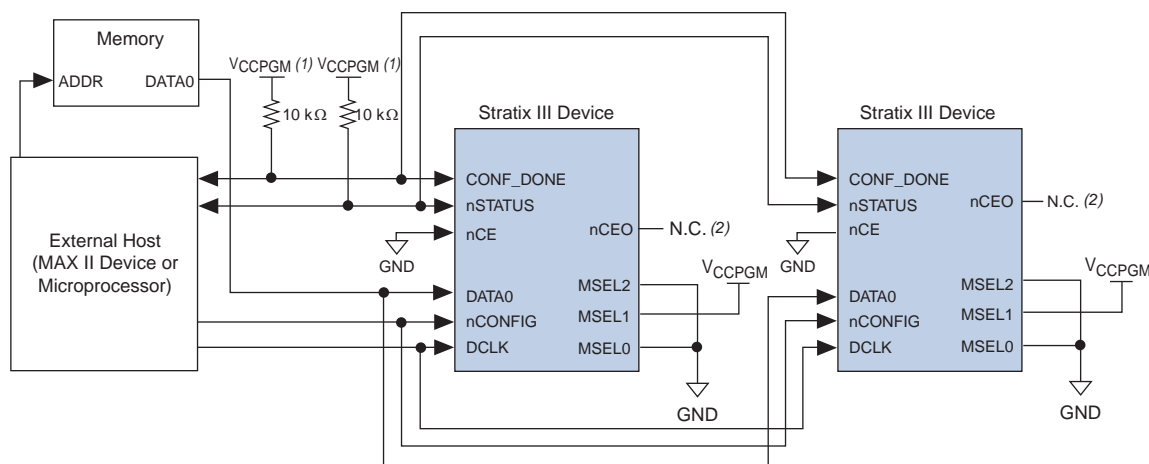 Memory
ADDR DATA0
VCCPGM (1) VCCPGM (1)
10 kΩ 10 kΩ
External Host
(MAX II Device or
Microprocessor)
Stratix III Device
CONF_DONE
nSTATUS
nCE
nCEO
N.C. (2)
GND
DATA0
nCONFIG
DCLK
MSEL2
MSEL1
MSEL0
VCCPGM
GND
Stratix III Device
CONF_DONE
nSTATUS
nCE
nCEO
N.C. (2)
GND
DATA0
nCONFIG
DCLK
MSEL2
MSEL1
MSEL0
VCCPGM
GND